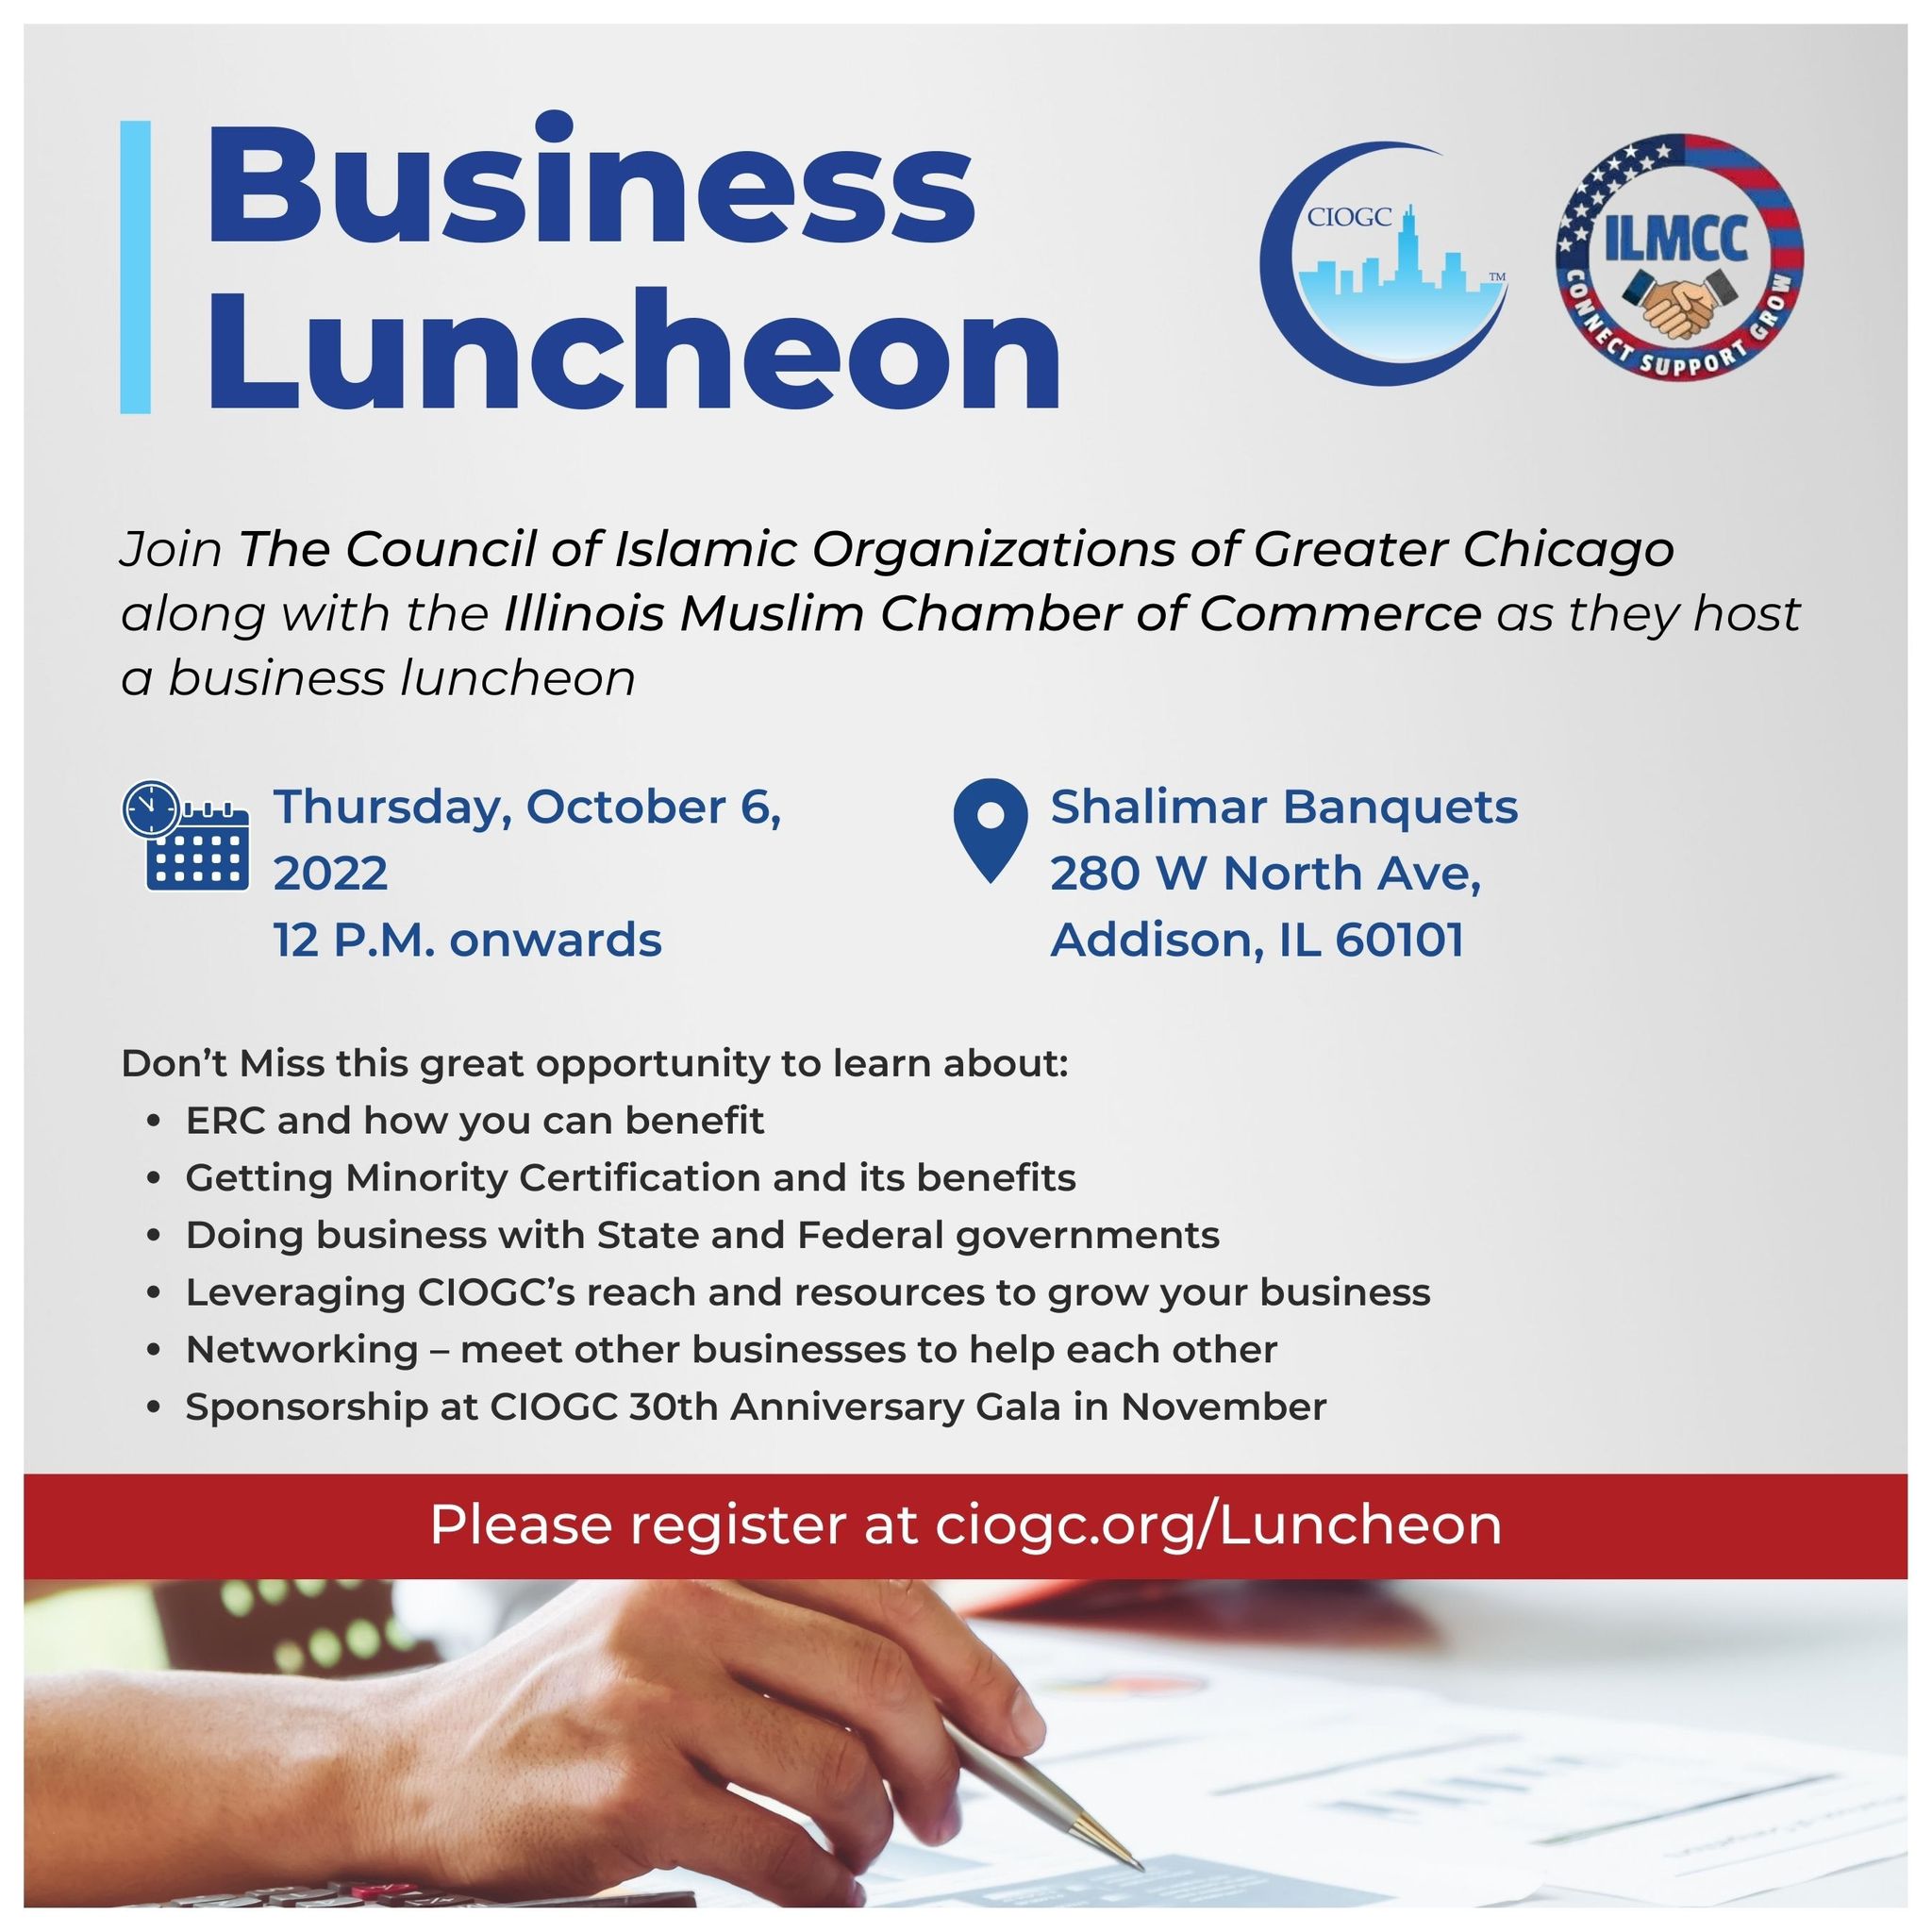 Business
Luncheon
CIOGC
TM
ILMCC
CONNECT SUPPORT GROW
Join The Council of Islamic Organizations of Greater Chicago
along with the Illinois Muslim Chamber of Commerce as they host
a business luncheon
Thursday, October 6,
2022
12 P.M. onwards
Shalimar Banquets
280 W North Ave,
Addison, IL 60101
Don’t Miss this great opportunity to learn about:
• ERC and how you can benefit
• Getting Minority Certification and its benefits
• Doing business with State and Federal governments
• Leveraging CIOGC’s reach and resources to grow your business
• Networking – meet other businesses to help each other
• Sponsorship at CIOGC 30th Anniversary Gala in November
Please register at ciogc.org/Luncheon